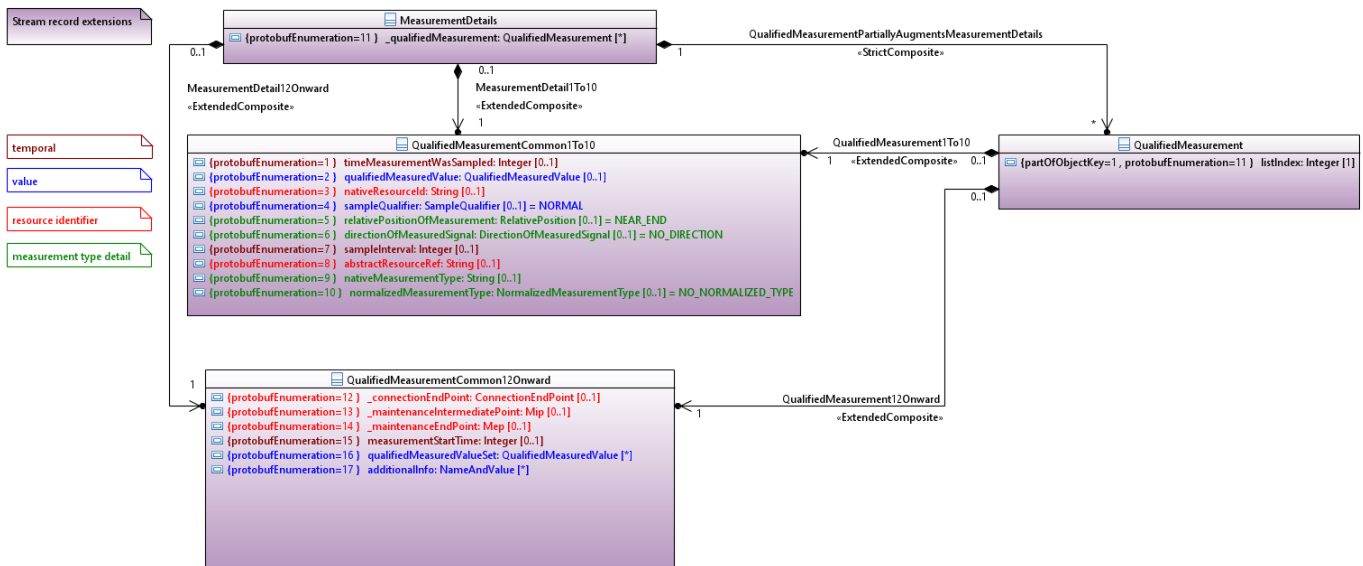 Stream record extensions
MeasurementDetails
{protobufEnumeration=11 } _qualifiedMeasurement: QualifiedMeasurement [*]
0..1
0..1
1
QualifiedMeasurementPartiallyAugmentsMeasurementDetails
«StrictComposite»
MeasurementDetail12Onward
«ExtendedComposite»
MeasurementDetail1To10
«ExtendedComposite»
1
*
temporal
value
resource identifier
measurement type detail
QualifiedMeasurementCommon1To10
{protobufEnumeration=1 } timeMeasurementWasSampled: Integer [0..1]
{protobufEnumeration=2 } qualifiedMeasuredValue: QualifiedMeasuredValue [0..1]
{protobufEnumeration=3 } nativeResourceId: String [0..1]
{protobufEnumeration=4 } sampleQualifier: SampleQualifier [0..1] = NORMAL
{protobufEnumeration=5 } relativePositionOfMeasurement: RelativePosition [0..1] = NEAR_END
{protobufEnumeration=6 } directionOfMeasuredSignal: DirectionOfMeasuredSignal [0..1] = NO_DIRECTION
{protobufEnumeration=7 } sampleInterval: Integer [0..1]
{protobufEnumeration=8 } abstractResourceRef: String [0..1]
{protobufEnumeration=9 } nativeMeasurementType: String [0..1]
{protobufEnumeration=10 } normalizedMeasurementType: NormalizedMeasurementType [0..1] = NO_NORMALIZED_TYPE
QualifiedMeasurement1To10
1
«ExtendedComposite»
0..1
QualifiedMeasurement
{partOfObjectKey=1 , protobufEnumeration=11 } listIndex: Integer [1]
0..1
1
QualifiedMeasurementCommon12Onward
{protobufEnumeration=12 } _connectionEndPoint: ConnectionEndPoint [0..1]
{protobufEnumeration=13 } _maintenanceIntermediatePoint: Mip [0..1]
{protobufEnumeration=14 } _maintenanceEndPoint: Mep [0..1]
{protobufEnumeration=15 } measurementStartTime: Integer [0..1]
{protobufEnumeration=16 } qualifiedMeasuredValueSet: QualifiedMeasuredValue [*]
{protobufEnumeration=17 } additionalInfo: NameAndValue [*]
QualifiedMeasurement12Onward
1
«ExtendedComposite»